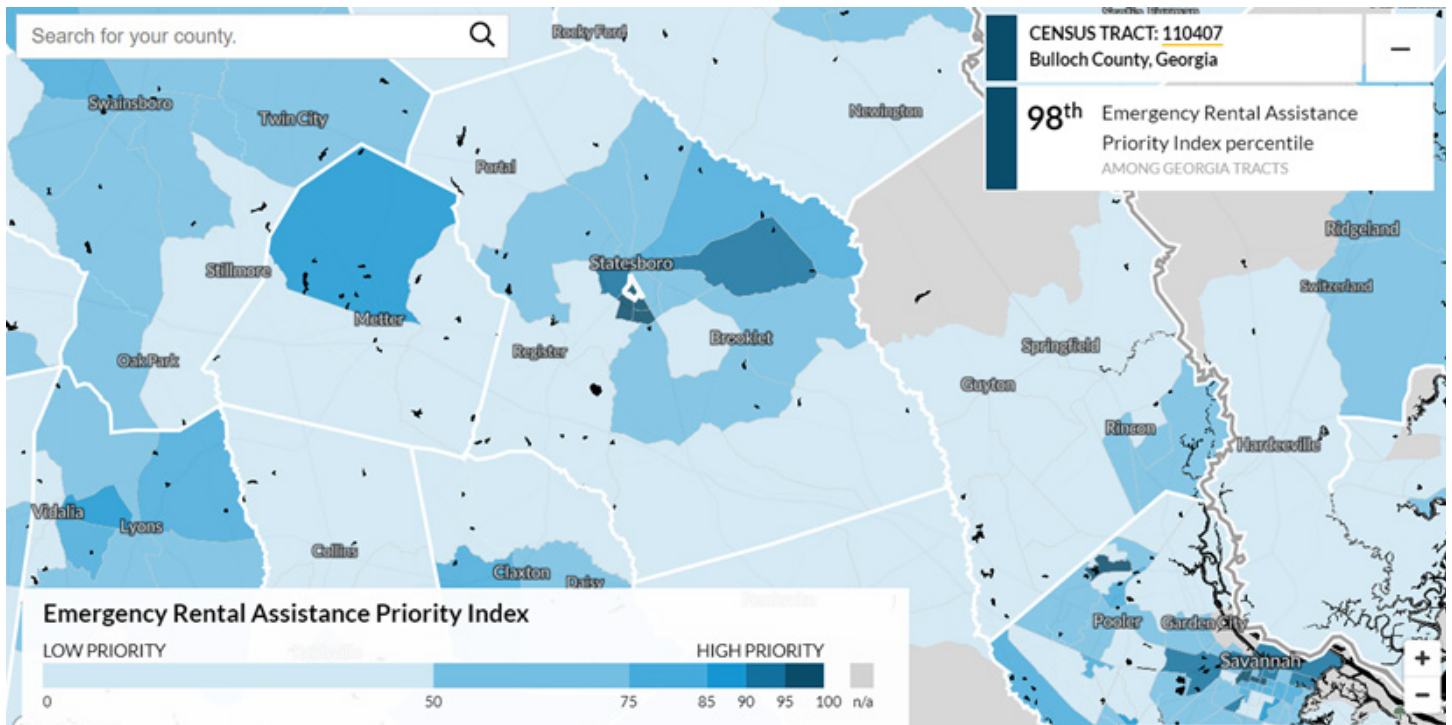 Search for your county.
CENSUS TRACT: 110407
Bulloch County, Georgia
–
98th Emergency Rental Assistance
Priority Index percentile
AMONG GEORGIA TRACTS
Rocky Ford
Swainsboro
Twin City
Newington
Portal
Ridgeland
Statesboro
Stillmore
Switzerland
Metter
Brooklet
Register
Springfield
Oak Park
Guyton
Rincon
Hardeeville
Vidalia
Lyons
Collins
Claxton
Daisy
Pooler
Garden City
Savannah
Emergency Rental Assistance Priority Index
LOW PRIORITY HIGH PRIORITY
0 50 75 85 90 95 100 n/a
+
–